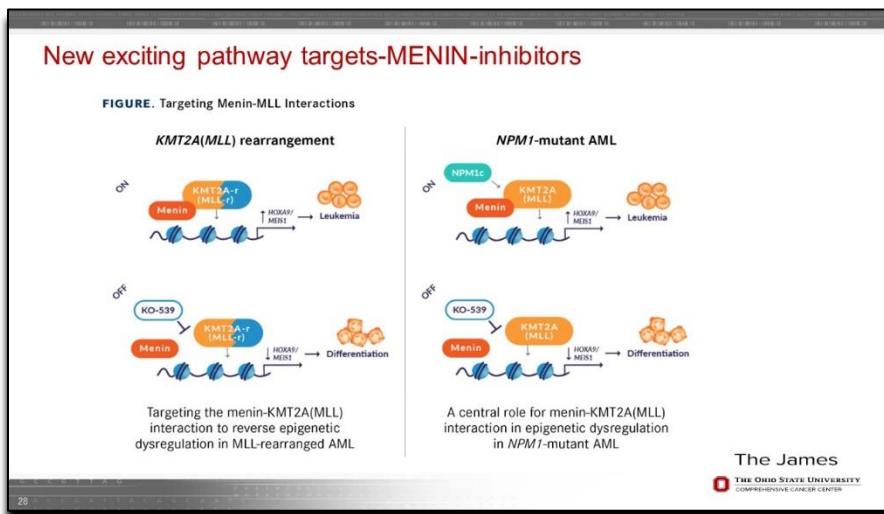 New exciting pathway targets-MENIN-inhibitors
FIGURE. Targeting Menin-MLL Interactions
KMT2A(MLL) rearrangement
ON
KMT2A-r
(MLL-r)
Menin
↑ HOXA9/
MEIS1
Leukemia
OFF
KO-539
KMT2A-r
(MLL-r)
Menin
↓ HOXA9/
MEIS1
Differentiation
Targeting the menin-KMT2A(MLL)
interaction to reverse epigenetic
dysregulation in MLL-rearranged AML
NPM1-mutant AML
ON
NPM1c
KMT2A
(MLL)
Menin
↑ HOXA9/
MEIS1
Leukemia
OFF
KO-539
KMT2A
(MLL)
Menin
↓ HOXA9/
MEIS1
Differentiation
A central role for menin-KMT2A(MLL)
interaction in epigenetic dysregulation
in NPM1-mutant AML
The James
THE OHIO STATE UNIVERSITY
COMPREHENSIVE CANCER CENTER
28